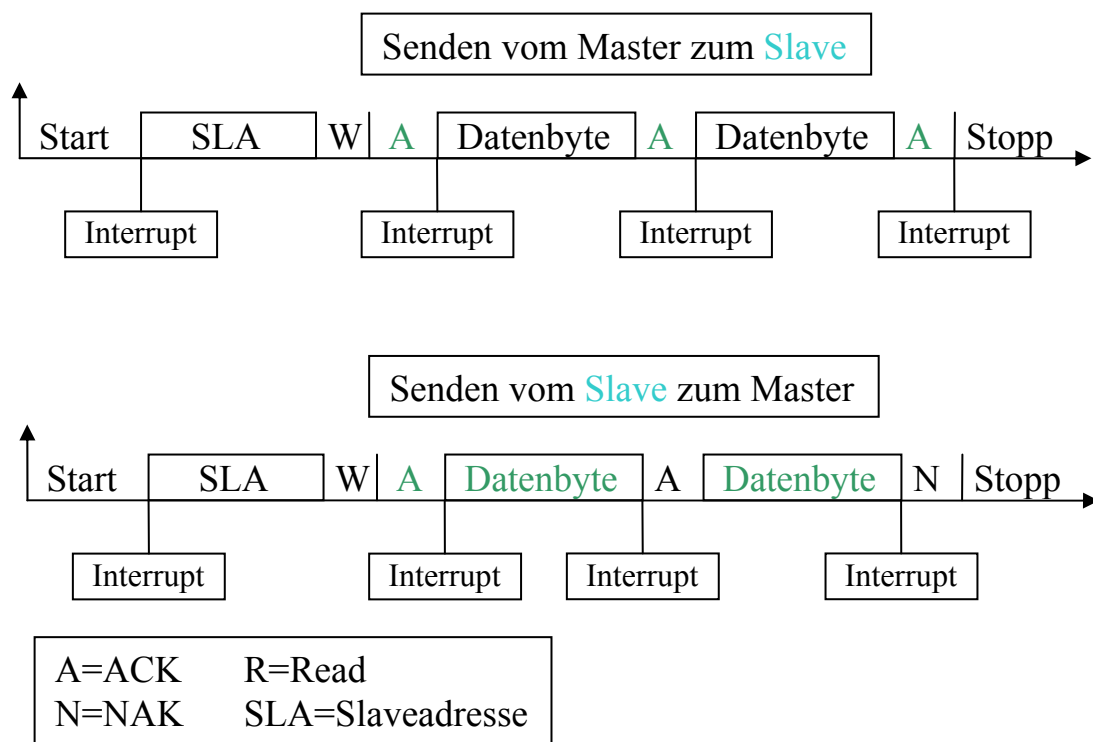 Senden vom Master zum Slave
Start SLA W A Datenbyte A Datenbyte A Stopp
Interrupt Interrupt Interrupt Interrupt
Senden vom Slave zum Master
Start SLA W A Datenbyte A Datenbyte N Stopp
Interrupt Interrupt Interrupt Interrupt
A=ACK R=Read
N=NAK SLA=Slaveadresse